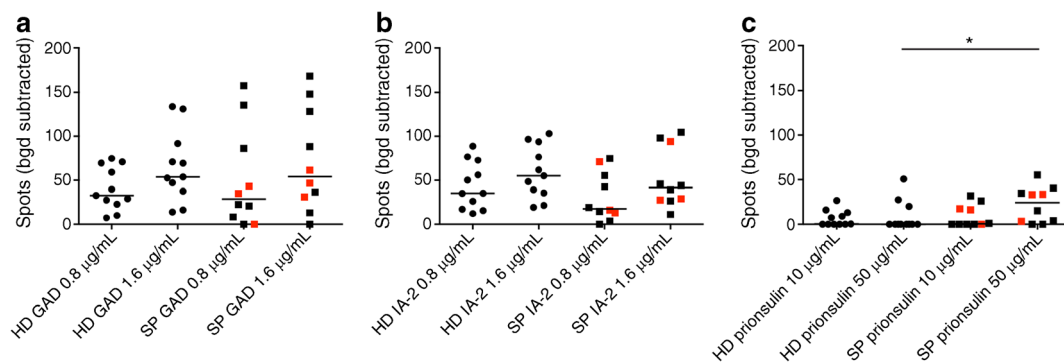 a
Spots (bgd subtracted)
200
150
100
50
0
HD GAD 0.8 µg/mL
HD GAD 1.6 µg/mL
SP GAD 0.8 µg/mL
SP GAD 1.6 µg/mL
b
Spots (bgd subtracted)
200
150
100
50
0
HD IA-2 0.8 µg/mL
HD IA-2 1.6 µg/mL
SP IA-2 0.8 µg/mL
SP IA-2 1.6 µg/mL
c
Spots (bgd subtracted)
200
150
100
50
0
*
HD prionsulin 10 µg/mL
HD prionsulin 50 µg/mL
SP prionsulin 10 µg/mL
SP prionsulin 50 µg/mL